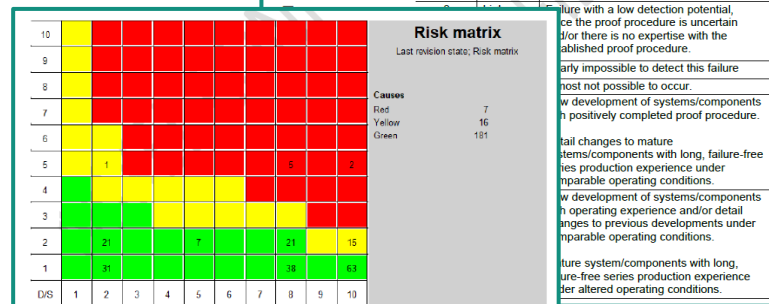 Risk matrix
Last revision state; Risk matrix
Causes
Red 7
Yellow 16
Green 181
10
9
8
7
6
5 1 5 2
4
3
2 21 7 21 15
1 31 38 63
D/S 1 2 3 4 5 6 7 8 9 10
ilure with a low detection potential,
ce the proof procedure is uncertain
d/or there is no expertise with the
ablished proof procedure.
arly impossible to detect this failure
most not possible to occur.
w development of systems/components
h positively completed proof procedure.
tail changes to mature
stems/components with long, failure-free
ries production experience under
mparable operating conditions.
w development of systems/components
h operating experience and/or detail
anges to previous developments under
mparable operating conditions.
ture system/components with long,
ure-free series production experience
der altered operating conditions.